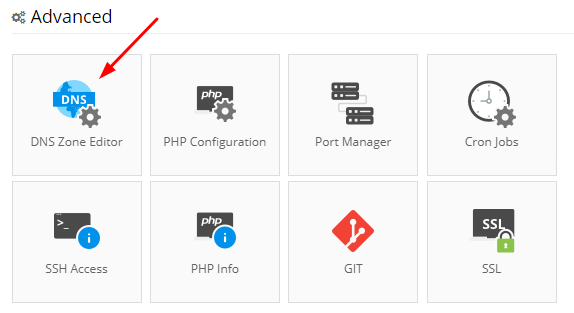 Advanced
DNS
php
DNS Zone Editor
PHP Configuration
Port Manager
Cron Jobs
>_
i
php
i
SSL
SSH Access
PHP Info
GIT
SSL